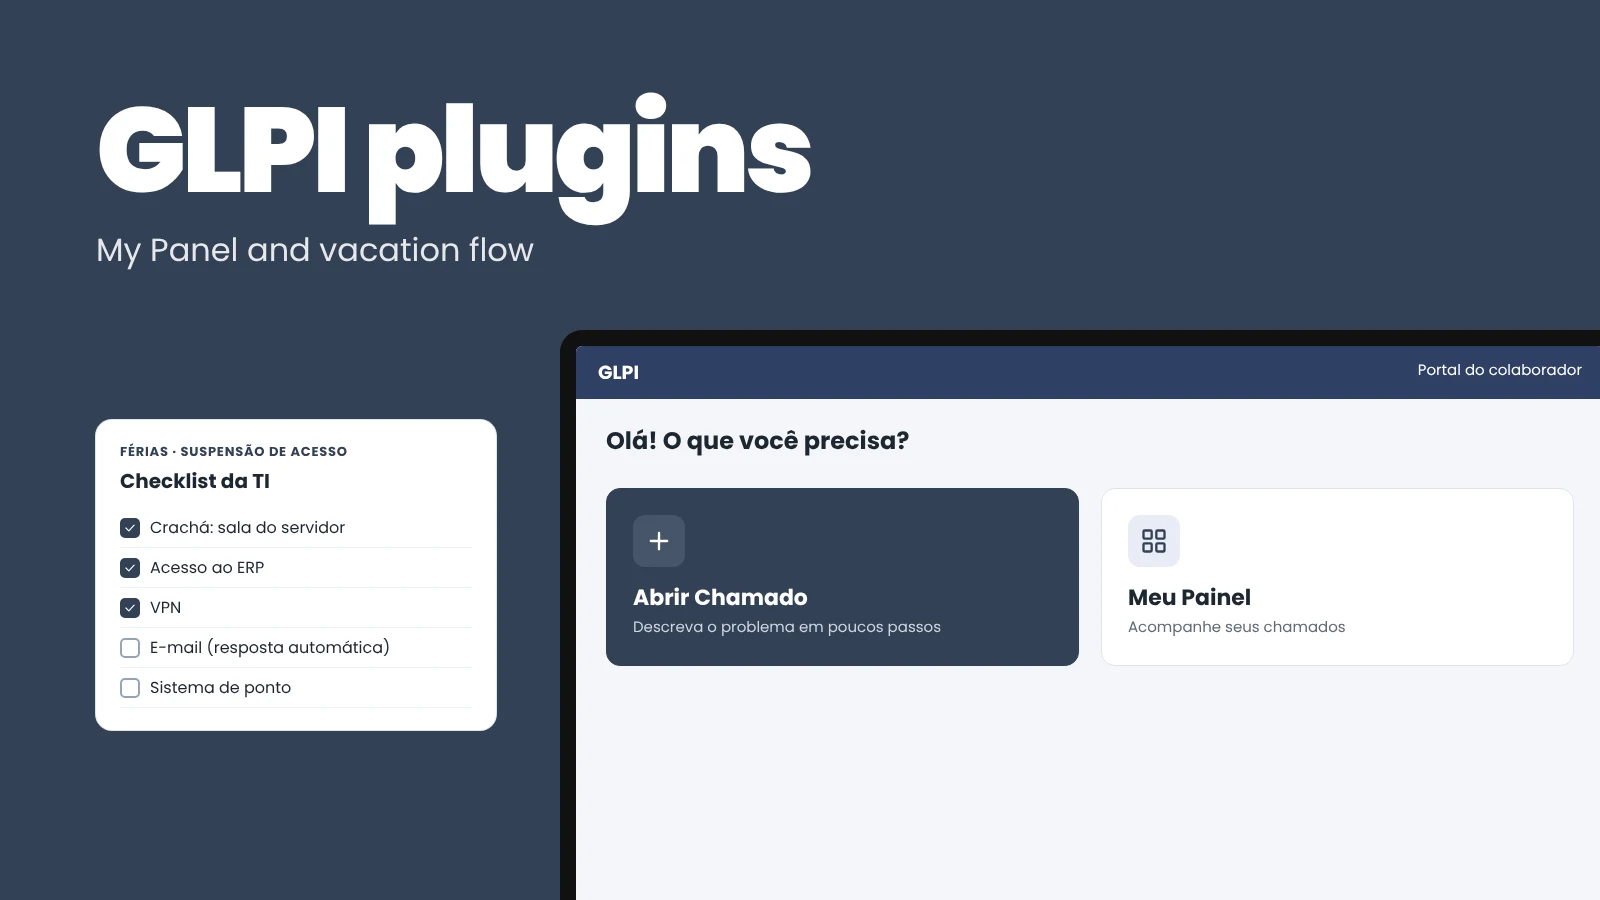 GLPI plugins
My Panel and vacation flow
FÉRIAS · SUSPENSÃO DE ACESSO
Checklist da TI
Crachá: sala do servidor
Acesso ao ERP
VPN
E-mail (resposta automática)
Sistema de ponto
GLPI
Portal do colaborador
Olá! O que você precisa?
Abrir Chamado
Descreva o problema em poucos passos
Meu Painel
Acompanhe seus chamados